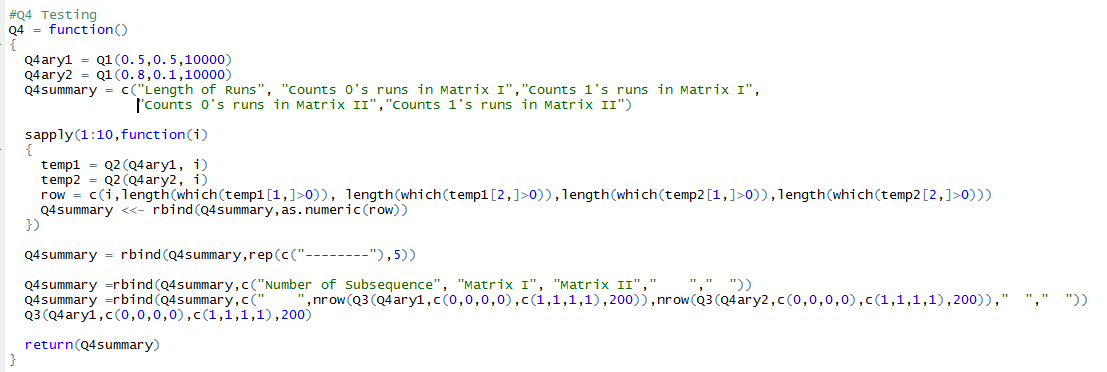 #Q4 Testing
Q4 = function()
{
  Q4ary1 = Q1(0.5,0.5,10000)
  Q4ary2 = Q1(0.8,0.1,10000)
  Q4summary = c("Length of Runs", "Counts 0's runs in Matrix I","Counts 1's runs in Matrix I",
                "Counts 0's runs in Matrix II","Counts 1's runs in Matrix II")
  sapply(1:10,function(i)
  {
    temp1 = Q2(Q4ary1, i)
    temp2 = Q2(Q4ary2, i)
    row = c(i,length(which(temp1[1,]>0)), length(which(temp1[2,]>0)),length(which(temp2[1,]>0)),length(which(temp2[2,]>0)))
    Q4summary <<- rbind(Q4summary,as.numeric(row))
  })
  Q4summary = rbind(Q4summary,rep(c("--------"),5))
  Q4summary =rbind(Q4summary,c("Number of Subsequence", "Matrix I", "Matrix II","    ","  "))
  Q4summary =rbind(Q4summary,c("    ",nrow(Q3(Q4ary1,c(0,0,0,0),c(1,1,1,1),200)),nrow(Q3(Q4ary2,c(0,0,0,0),c(1,1,1,1),200)),"  ","  "))
  Q3(Q4ary1,c(0,0,0,0),c(1,1,1,1),200)
  return(Q4summary)
}